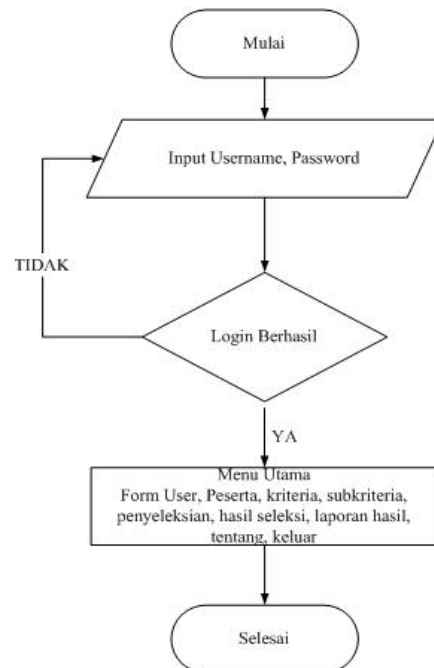 Mulai
Input Username, Password
TIDAK
Login Berhasil
YA
Menu Utama
Form User, Peserta, kriteria, subkriteria,
penyeleksian, hasil seleksi, laporan hasil,
tentang, keluar
Selesai